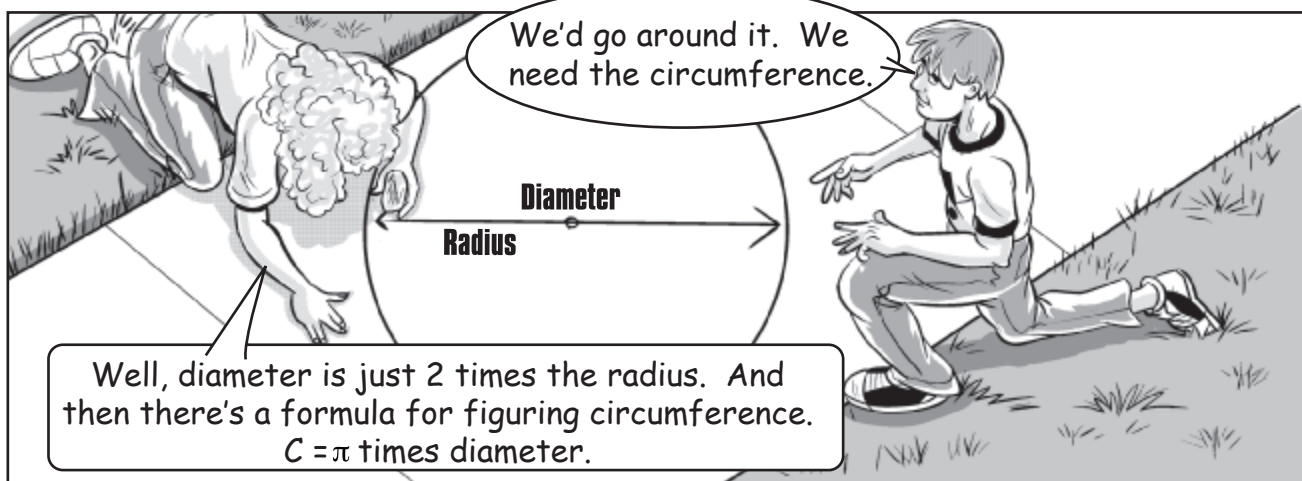 We'd go around it. We
need the circumference.
Diameter
Radius
Well, diameter is just 2 times the radius. And
then there's a formula for figuring circumference.
C = π times diameter.